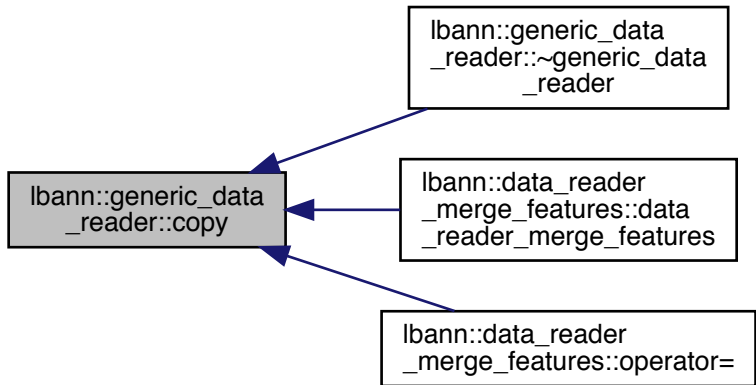 lbann::generic_data
_reader::~generic_data
_reader
lbann::generic_data
_reader::copy
lbann::data_reader
_merge_features::data
_reader_merge_features
lbann::data_reader
_merge_features::operator=